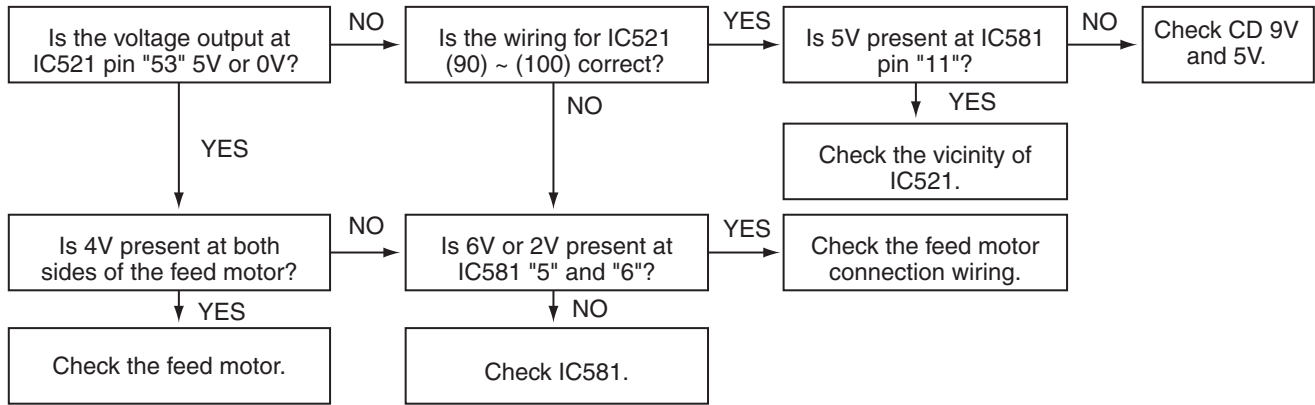 Is the voltage output at
IC521 pin "53" 5V or 0V?
NO
Is the wiring for IC521
(90) ~ (100) correct?
YES
Is 5V present at IC581
pin "11"?
NO
Check CD 9V
and 5V.
YES
NO
YES
Check the vicinity of
IC521.
Is 4V present at both
sides of the feed motor?
NO
Is 6V or 2V present at
IC581 "5" and "6"?
YES
Check the feed motor
connection wiring.
YES
NO
Check the feed motor.
Check IC581.